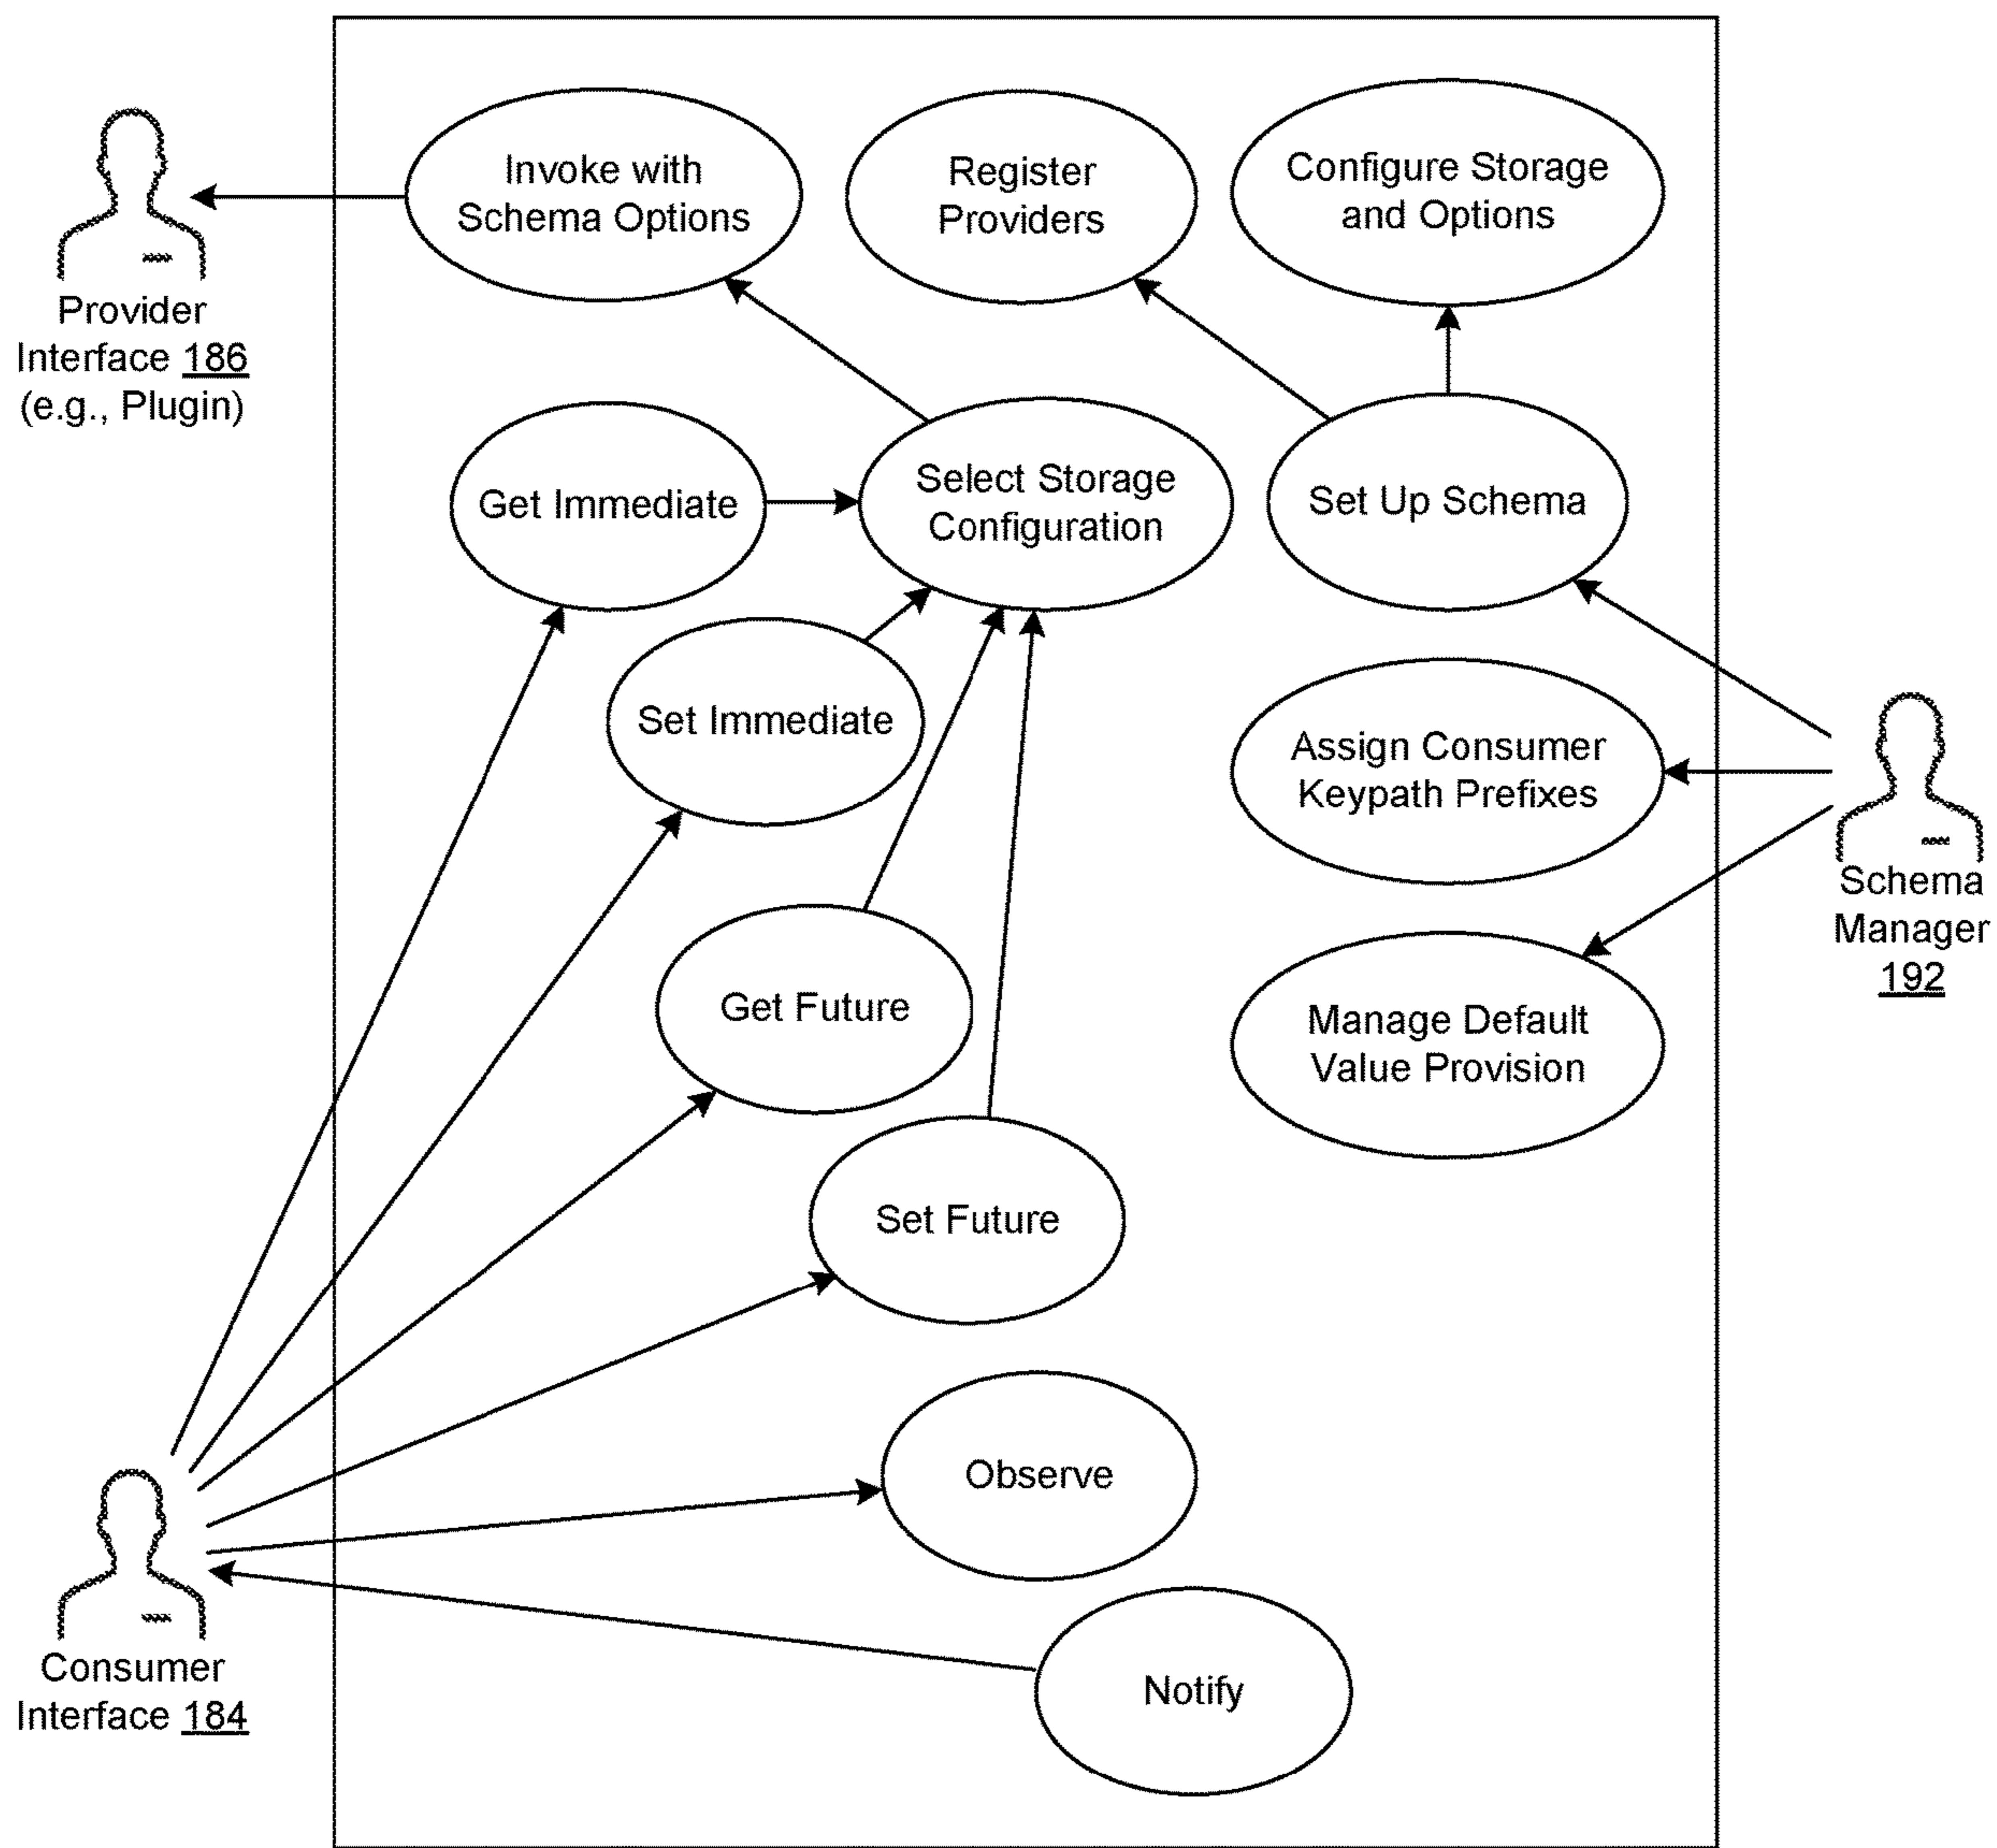 Invoke with
Schema Options
Register
Providers
Configure Storage
and Options
Provider
Interface 186
(e.g., Plugin)
Get Immediate
Select Storage
Configuration
Set Up Schema
Set Immediate
Assign Consumer
Keypath Prefixes
Schema
Manager
192
Get Future
Manage Default
Value Provision
Set Future
Observe
Consumer
Interface 184
Notify